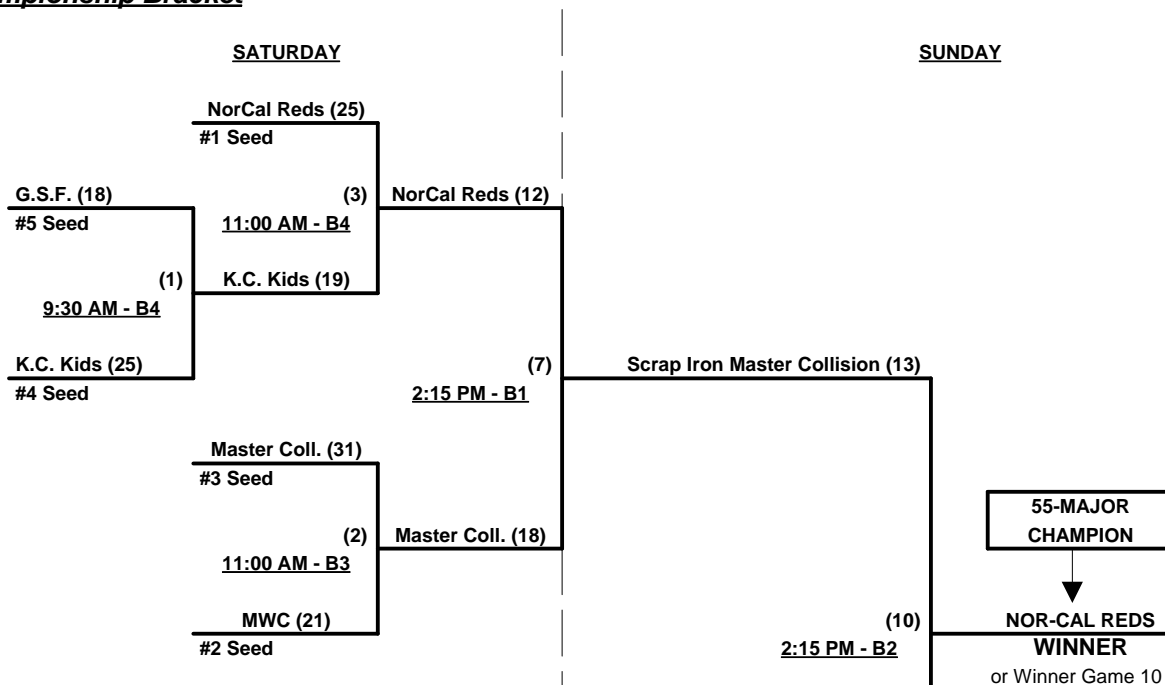 SATURDAY
SUNDAY
NorCal Reds (25)
#1 Seed
G.S.F. (18)
#5 Seed
(3)
11:00 AM - B4
NorCal Reds (12)
(1)
9:30 AM - B4
K.C. Kids (19)
K.C. Kids (25)
#4 Seed
(7)
2:15 PM - B1
Scrap Iron Master Collision (13)
Master Coll. (31)
#3 Seed
(2)
11:00 AM - B3
Master Coll. (18)
55-MAJOR
CHAMPION
MWC (21)
#2 Seed
(10)
2:15 PM - B2
NOR-CAL REDS
WINNER
or Winner Game 10